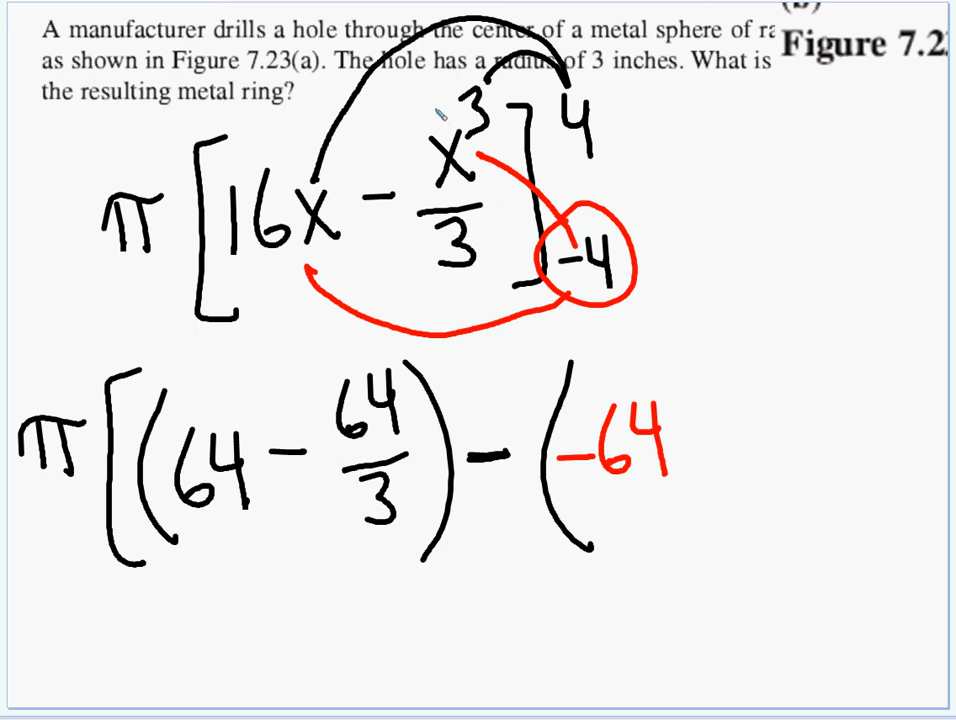 A manufacturer drills a hole through the center of a metal sphere of ra
as shown in Figure 7.23(a). The hole has a radius of 3 inches. What is
the resulting metal ring?
Figure 7.2
π [16x − x³/3] 4
−4
π [(64 − 64/3) − (−64